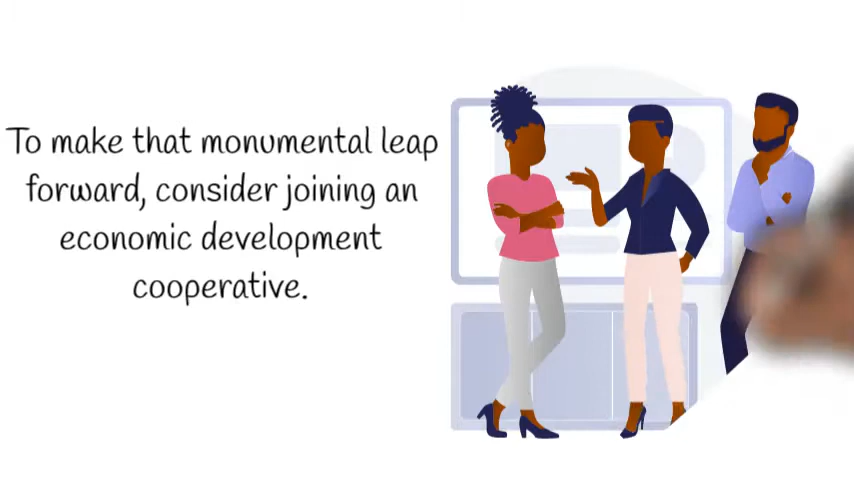 To make that monumental leap
forward, consider joining an
economic development
cooperative.